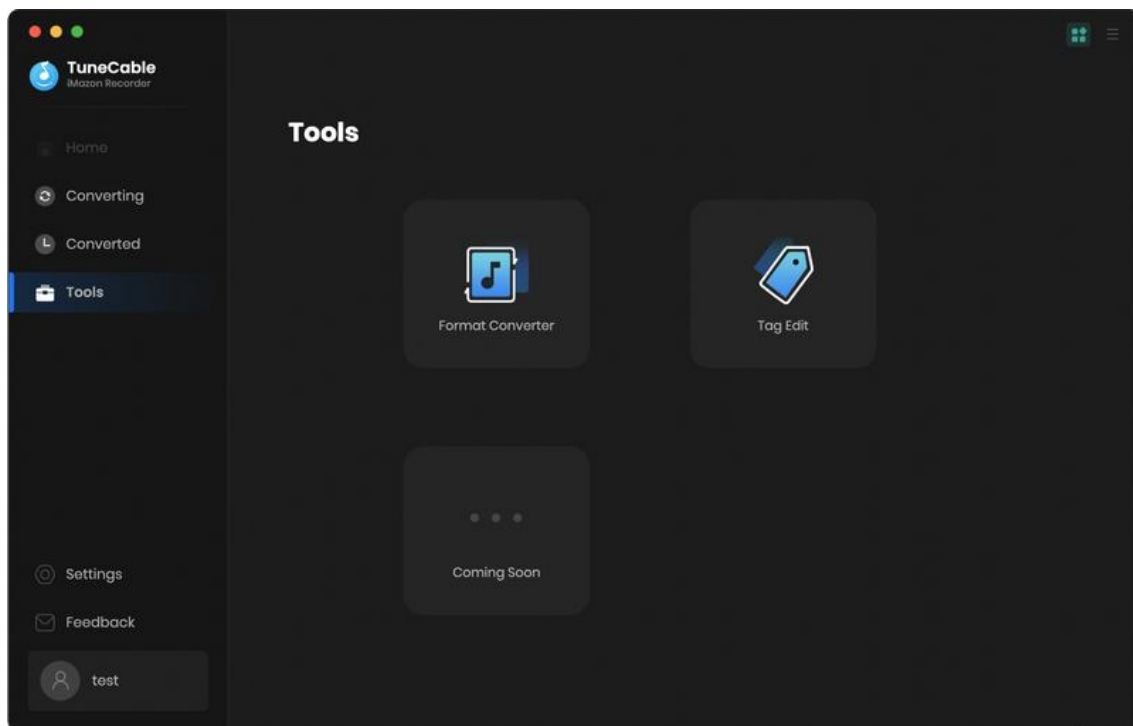 TuneCable
iMazon Recorder
Home
Converting
Converted
Tools
Settings
Feedback
test
Tools
Format Converter
Tag Edit
Coming Soon